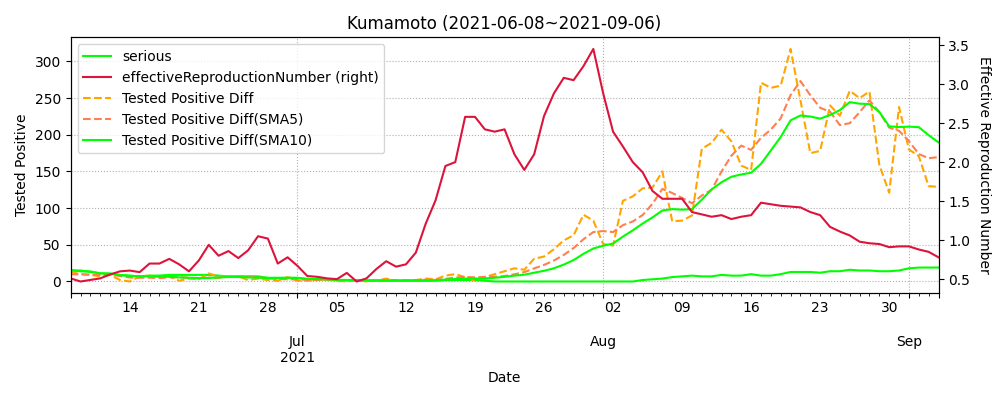 Kumamoto (2021-06-08~2021-09-06)
serious
effectiveReproductionNumber (right)
Tested Positive Diff
Tested Positive Diff(SMA5)
Tested Positive Diff(SMA10)
Tested Positive
300
250
200
150
100
50
0
3.5
3.0
2.5
2.0
1.5
1.0
0.5
Effective Reproduction Number
14 21 28 05 12 19 26 02 09 16 23 30
Jul Aug Sep
2021
Date